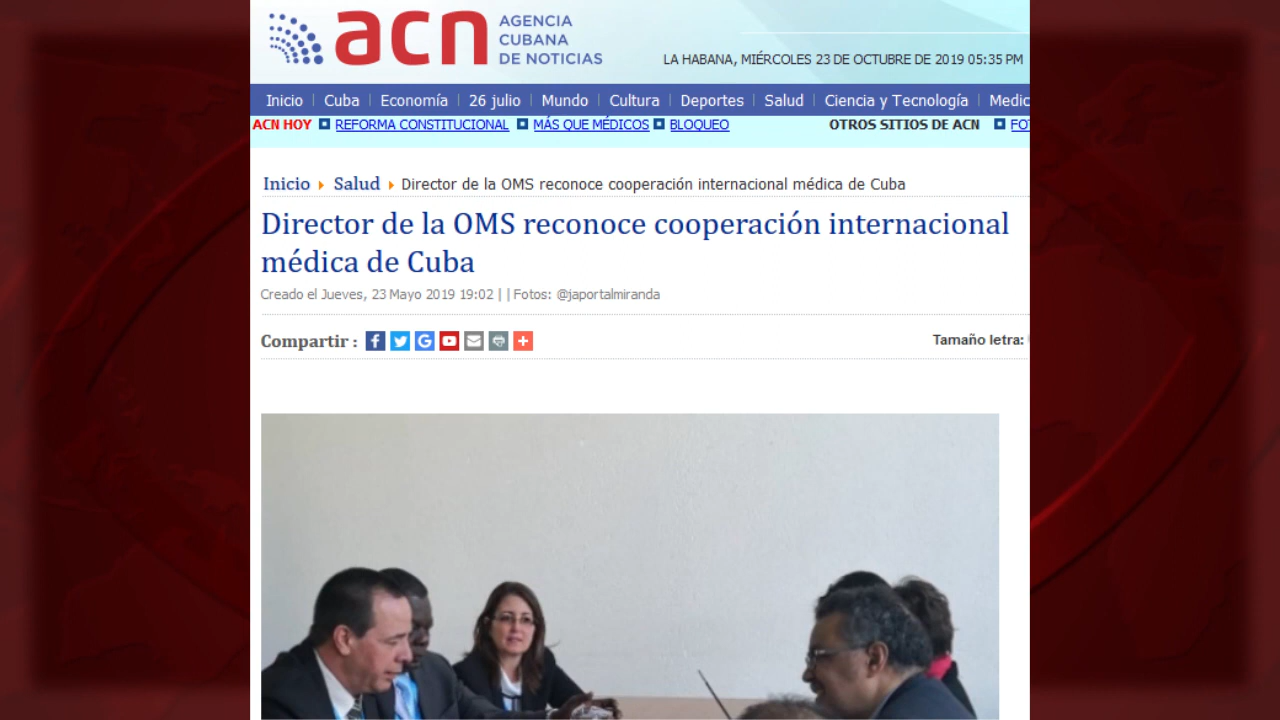 acn
AGENCIA
CUBANA
DE NOTICIAS
LA HABANA, MIÉRCOLES 23 DE OCTUBRE DE 2019 05:35 PM
Inicio Cuba Economía 26 julio Mundo Cultura Deportes Salud Ciencia y Tecnología Medic
ACN HOY REFORMA CONSTITUCIONAL MÁS QUE MÉDICOS BLOQUEO OTROS SITIOS DE ACN FO
Inicio Salud Director de la OMS reconoce cooperación internacional médica de Cuba
Director de la OMS reconoce cooperación internacional
médica de Cuba
Creado el Jueves, 23 Mayo 2019 19:02 | | Fotos: @japortalmiranda
Compartir : Tamaño letra: